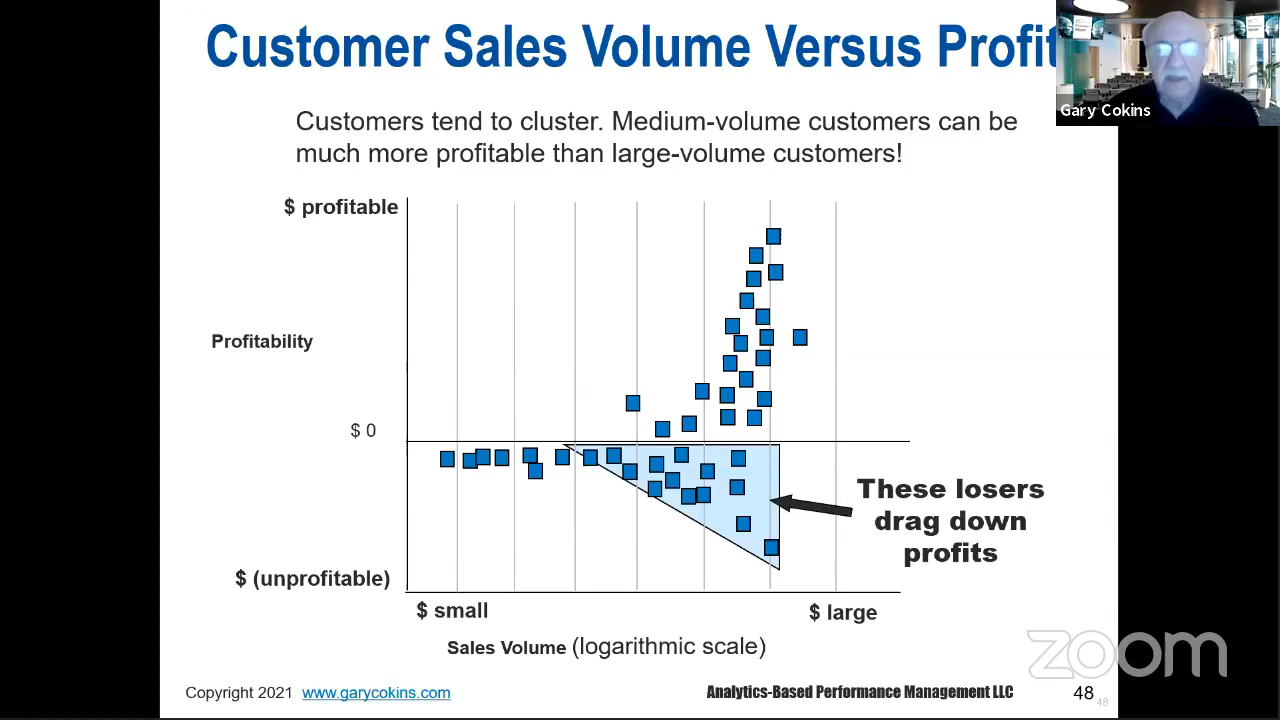 Customer Sales Volume Versus Profit
Gary Cokins
Customers tend to cluster. Medium-volume customers can be
much more profitable than large-volume customers!
$ profitable
Profitability
$ 0
These losers
drag down
profits
$ (unprofitable)
$ small
$ large
Sales Volume (logarithmic scale)
zoom
Copyright 2021 www.garycokins.com
Analytics-Based Performance Management LLC
48
48